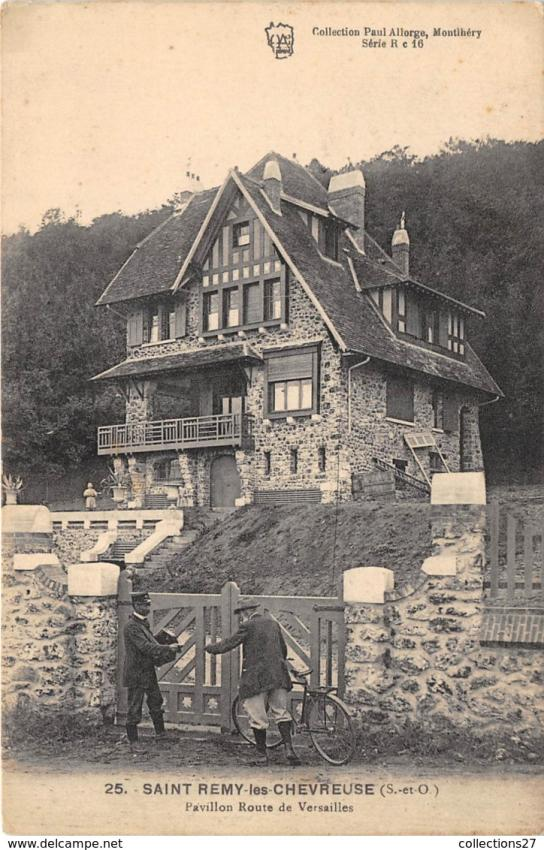 Collection Paul Allorge, Montlhéry
Série R c 16
25. - SAINT REMY-les-CHEVREUSE (S.-et-O.)
Pavillon Route de Versailles
http://www.delcampe.net
collections27